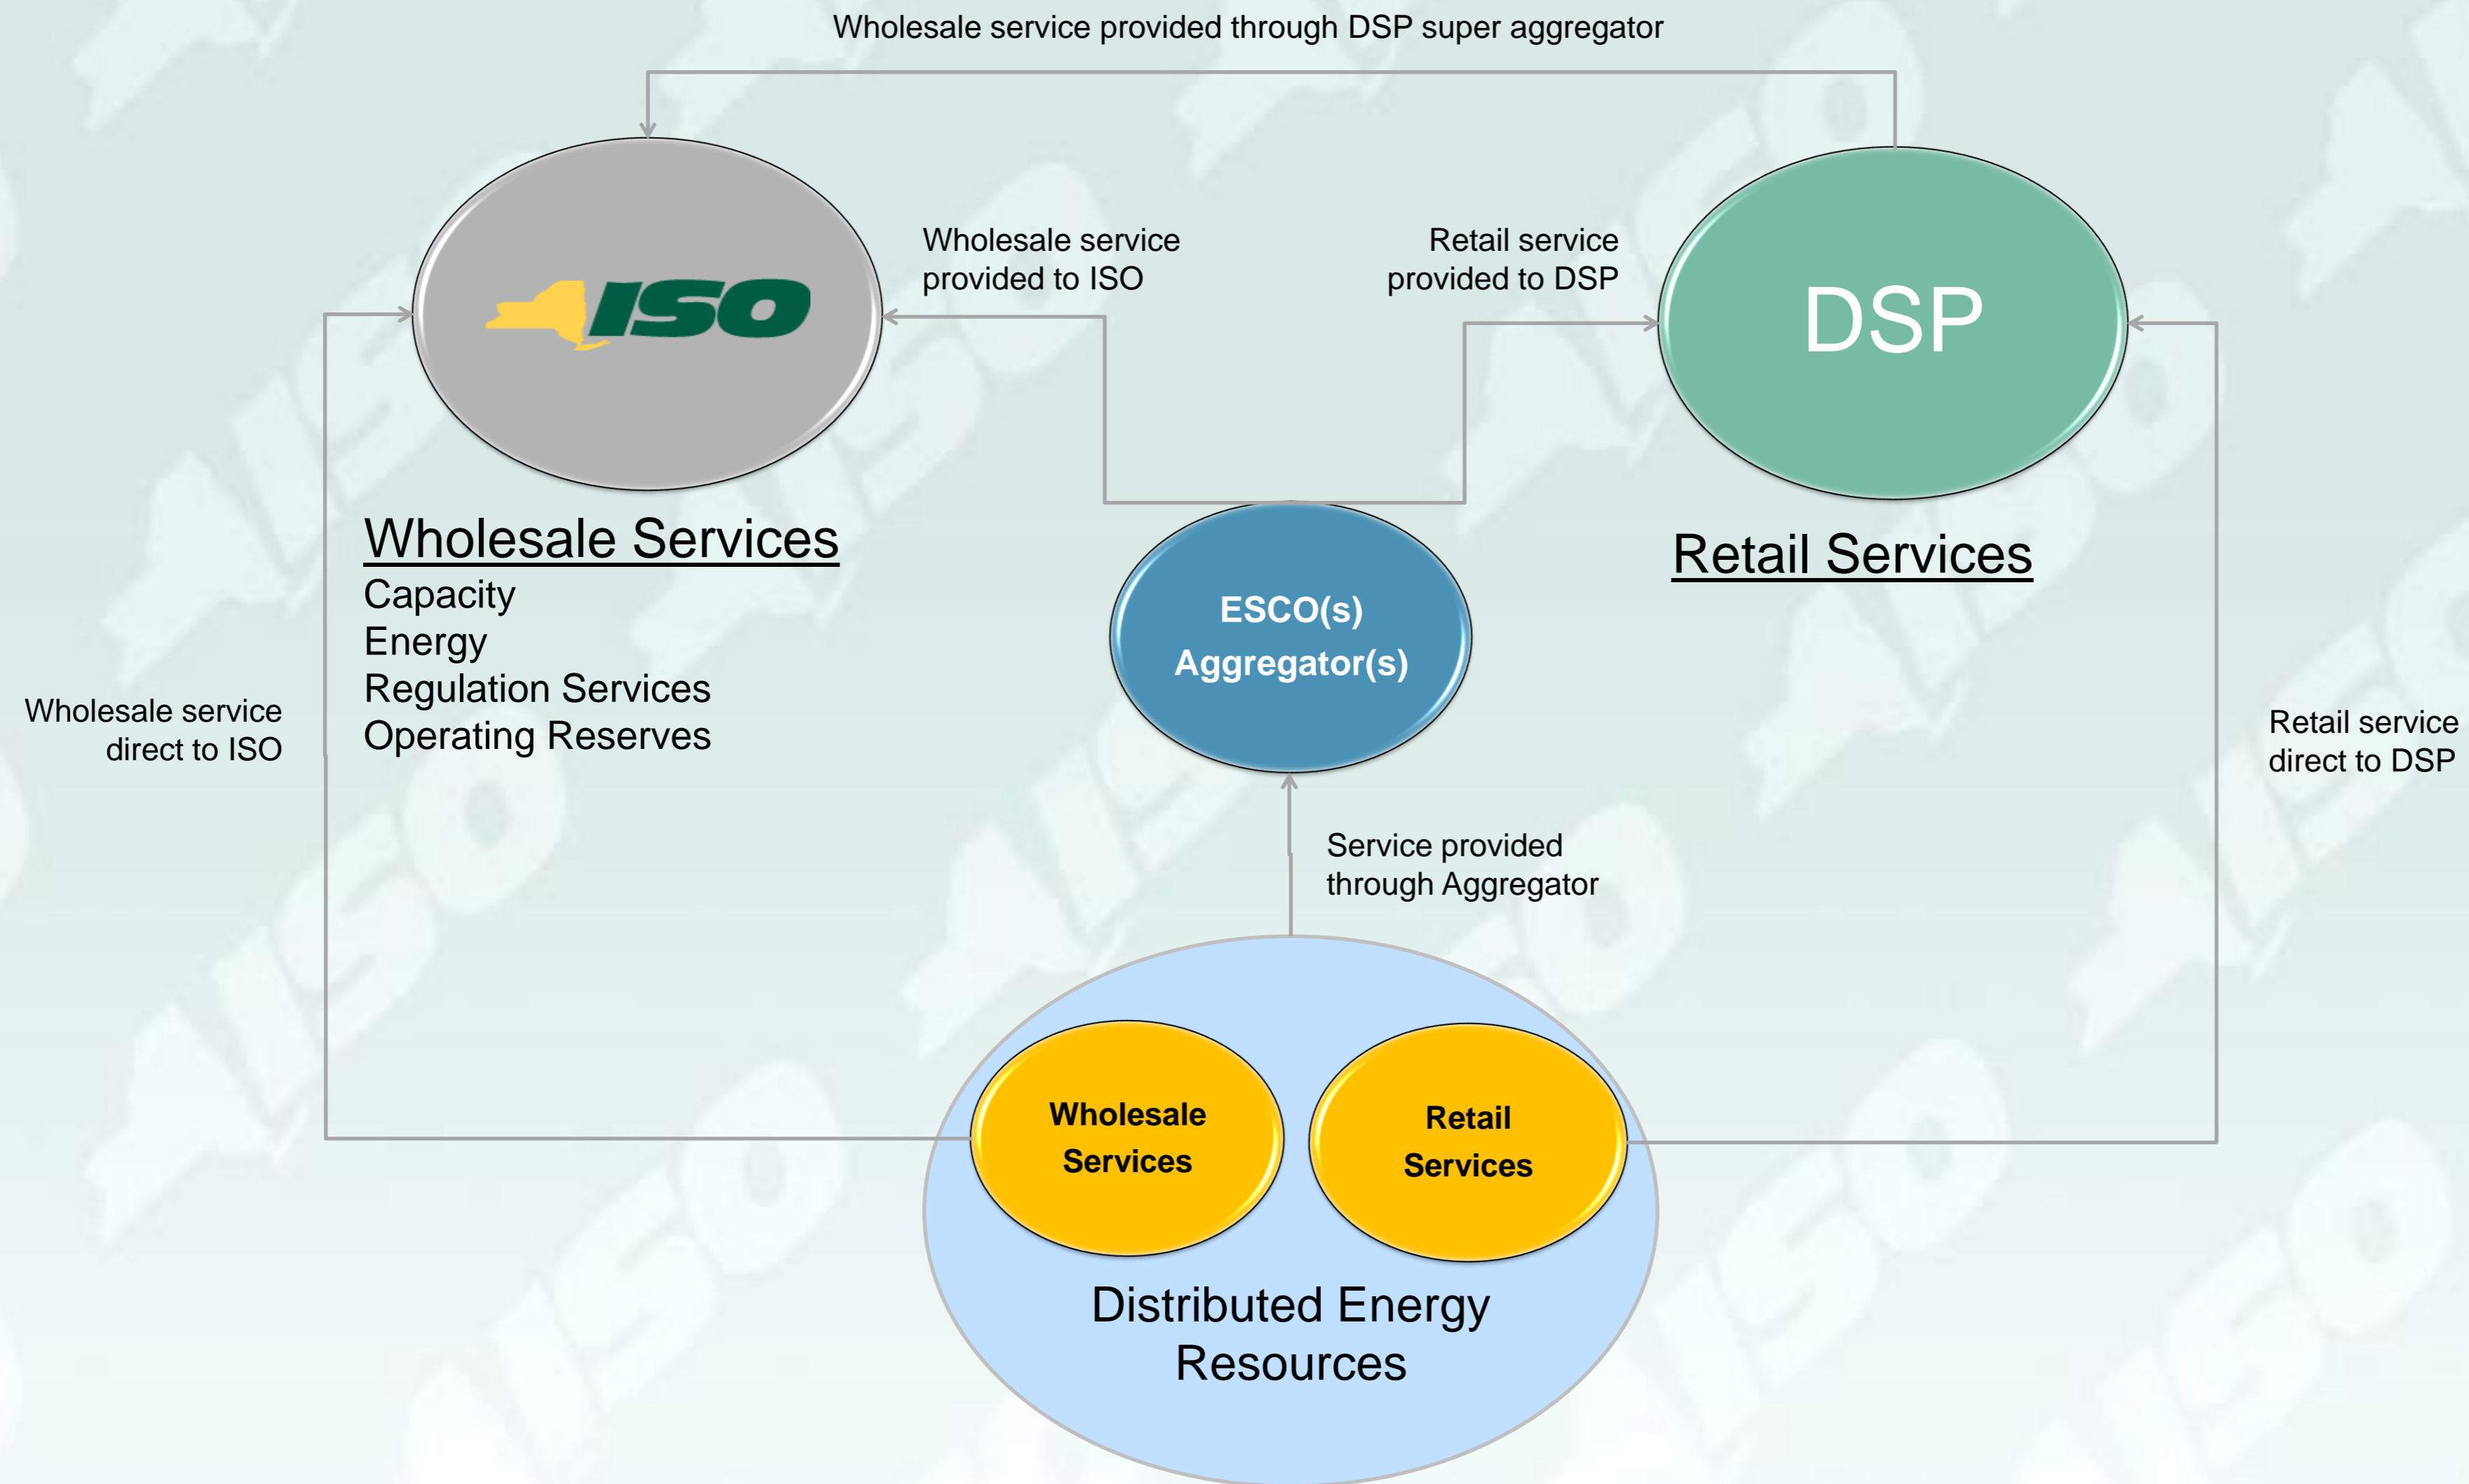 Wholesale service provided through DSP super aggregator
ISO
Wholesale service
provided to ISO
Retail service
provided to DSP
DSP
Wholesale Services
Capacity
Energy
Regulation Services
Operating Reserves
Retail Services
ESCO(s)
Aggregator(s)
Wholesale service
direct to ISO
Retail service
direct to DSP
Service provided
through Aggregator
Wholesale
Services
Retail
Services
Distributed Energy
Resources